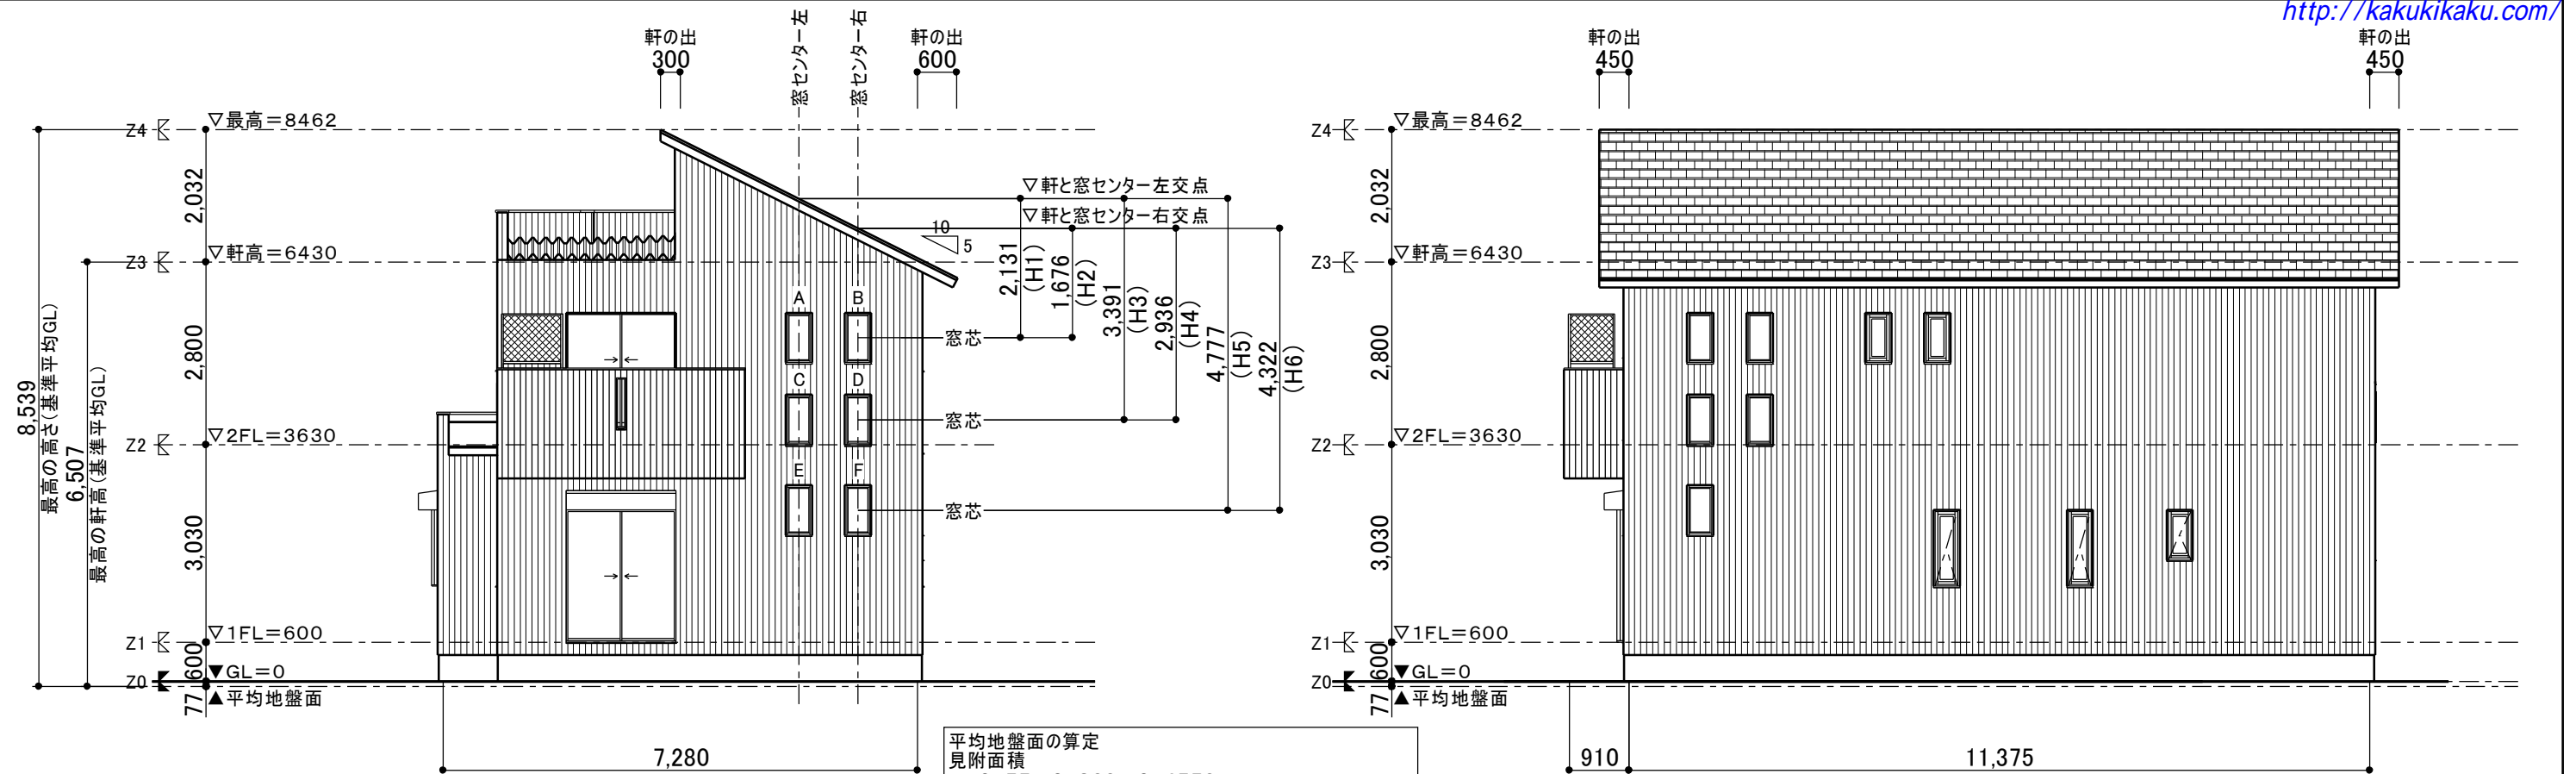 http://kakukikaku.com/
軒の出
300
窓センター左
窓センター右
軒の出
600
Z4
▽最高=8462
2,032
▽軒と窓センター左交点
▽軒と窓センター右交点
10
5
Z3
▽軒高=6430
2,131
(H1)
1,676
(H2)
3,391
(H3)
2,936
(H4)
4,777
(H5)
4,322
(H6)
A
B
窓芯
2,800
C
D
窓芯
Z2
▽2FL=3630
E
F
窓芯
8,539
最高の高さ(基準平均GL)
6,507
最高の軒高(基準平均GL)
3,030
Z1
▽1FL=600
600
Z0
▼GL=0
77
▲平均地盤面
7,280
平均地盤面の算定
見附面積
軒の出
450
軒の出
450
Z4
▽最高=8462
2,032
Z3
▽軒高=6430
2,800
Z2
▽2FL=3630
3,030
Z1
▽1FL=600
600
Z0
▼GL=0
77
▲平均地盤面
910
11,375